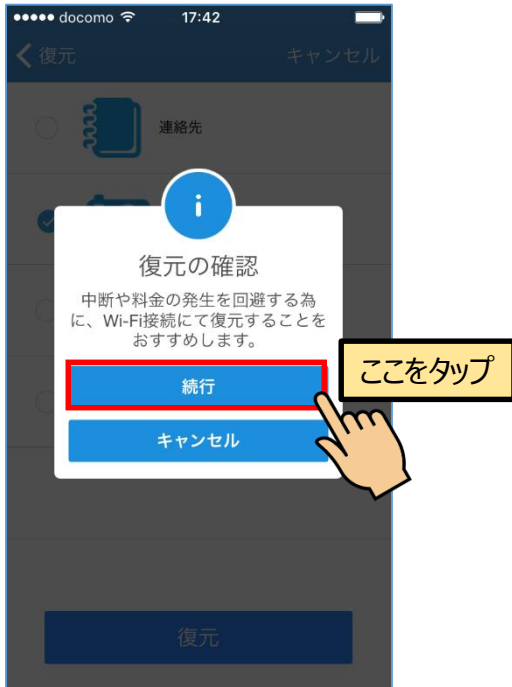 docomo 17:42
復元 キャンセル
連絡先
i
復元の確認
中断や料金の発生を回避する為
に、Wi-Fi接続にて復元することを
おすすめします。
続行
ここをタップ
キャンセル
復元